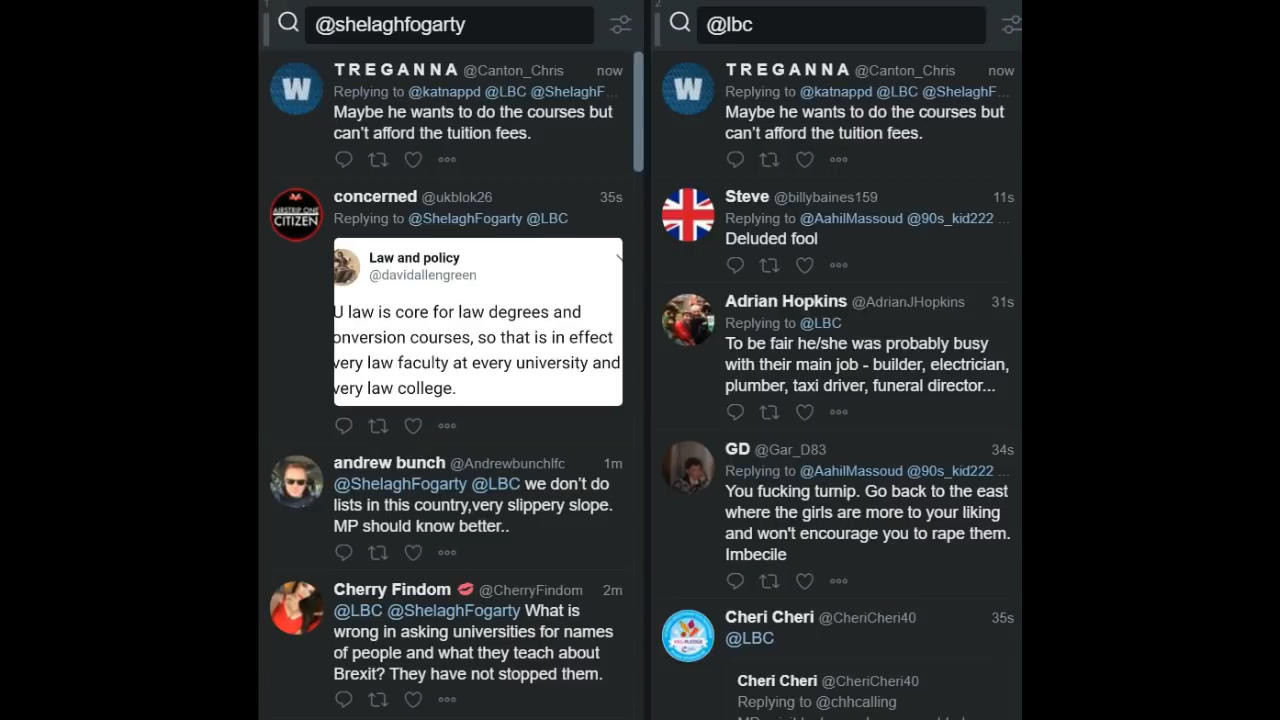 1
@shelaghfogarty
T R E G A N N A @Canton_Chris now
Replying to @katnappd @LBC @ShelaghF...
Maybe he wants to do the courses but
can't afford the tuition fees.
concerned @ukblok26 35s
AIRSTRIP ONE
CITIZEN
Replying to @ShelaghFogarty @LBC
Law and policy
@davidallengreen
U law is core for law degrees and
onversion courses, so that is in effect
very law faculty at every university and
very law college.
andrew bunch @Andrewbunchlfc 1m
@ShelaghFogarty @LBC we don't do
lists in this country,very slippery slope.
MP should know better..
Cherry Findom 💋 @CherryFindom 2m
@LBC @ShelaghFogarty What is
wrong in asking universities for names
of people and what they teach about
Brexit? They have not stopped them.
2
@lbc
W
T R E G A N N A @Canton_Chris now
Replying to @katnappd @LBC @ShelaghF...
Maybe he wants to do the courses but
can't afford the tuition fees.
Steve @billybaines159 11s
Replying to @AahilMassoud @90s_kid222 ...
Deluded fool
Adrian Hopkins @AdrianJHopkins 31s
Replying to @LBC
To be fair he/she was probably busy
with their main job - builder, electrician,
plumber, taxi driver, funeral director...
GD @Gar_D83 34s
Replying to @AahilMassoud @90s_kid222 ...
You fucking turnip. Go back to the east
where the girls are more to your liking
and won't encourage you to rape them.
Imbecile
Cheri Cheri @CheriCheri40 35s
@LBC
Cheri Cheri @CheriCheri40
Replying to @chhcalling